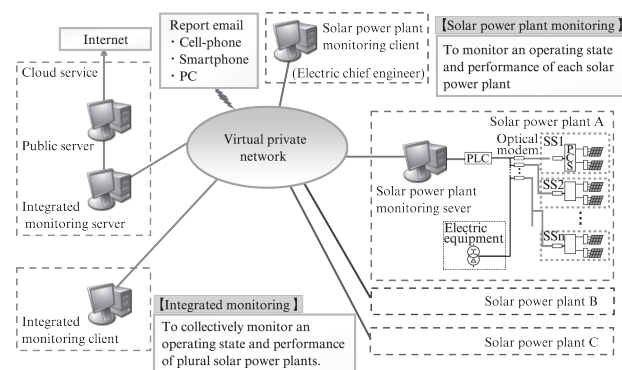 Internet
Cloud service
Public server
Integrated
monitoring server
Report email
・Cell-phone
・Smartphone
・PC
Solar power plant
monitoring client
(Electric chief engineer)
【Solar power plant monitoring】
To monitor an operating state
and performance of each solar
power plant
Virtual private
network
Solar power plant A
Optical
modem
SS1
PCS
PLC
SS2
SSn
Solar power plant
monitoring sever
Electric
equipment
Solar power plant B
Solar power plant C
Integrated
monitoring client
【Integrated monitoring】
To collectively monitor an
operating state and performance
of plural solar power plants.